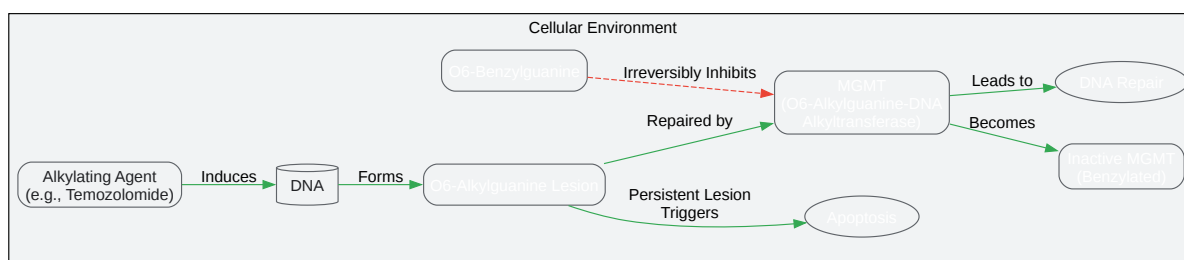 Cellular Environment
O6-Benzylguanine
Irreversibly Inhibits
MGMT
(O6-Alkylguanine-DNA
Alkyltransferase)
Leads to
DNA Repair
Becomes
Inactive MGMT
(Benzylated)
Repaired by
Alkylating Agent
(e.g., Temozolomide)
Induces
DNA
Forms
O6-Alkylguanine Lesion
Persistent Lesion
Triggers
Apoptosis